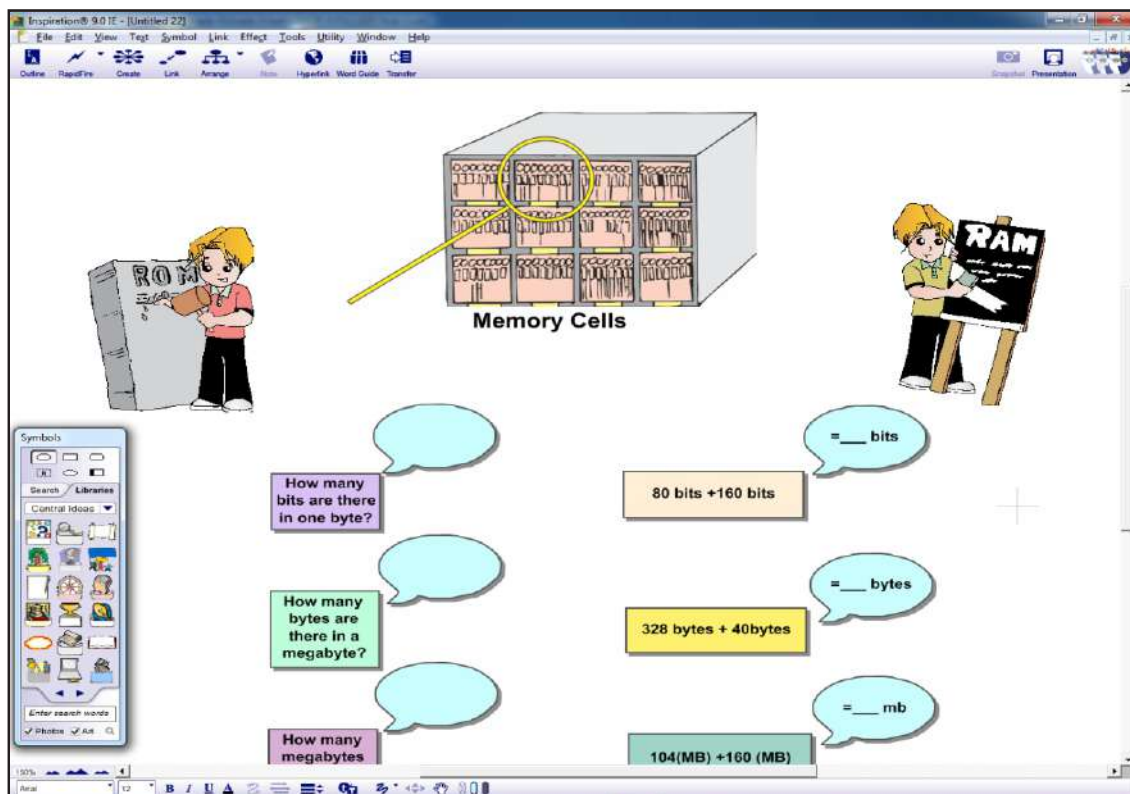 Inspiretion® 9.0 IE - [Untitled 22]
File Edit View Text Symbol Link Effect Tools Utility Window Help
Outline RapidFire Create Link Arrange Note Hyperlink Word Guide Transfer Snapshot Presentation
ROM
RAM
Memory Cells
=___ bits
How many
bits are there
in one byte?
80 bits +160 bits
=___ bytes
How many
bytes are
there in a
megabyte?
328 bytes + 40bytes
=___ mb
How many
megabytes
104(MB) +160 (MB)
Symbols
Search Libraries
Central Ideas
Enter search words
Photos Art
150%
Arial 12 B I U A